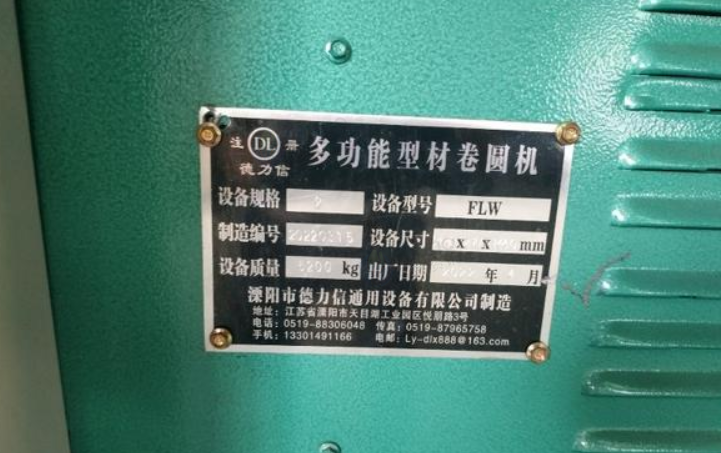 注 DL 册 多功能型材卷圆机
德力信
设备规格 设备型号 FLW
制造编号 20220315 设备尺寸 x x mm
设备质量 kg 出厂日期 2022 年 月
溧阳市德力信通用设备有限公司制造
地址：江苏省溧阳市天目湖工业园区悦朋路3号
电话：0519-88306048 传真：0519-87965758
手机：13301491166 电邮：Ly-dlx888@163.com